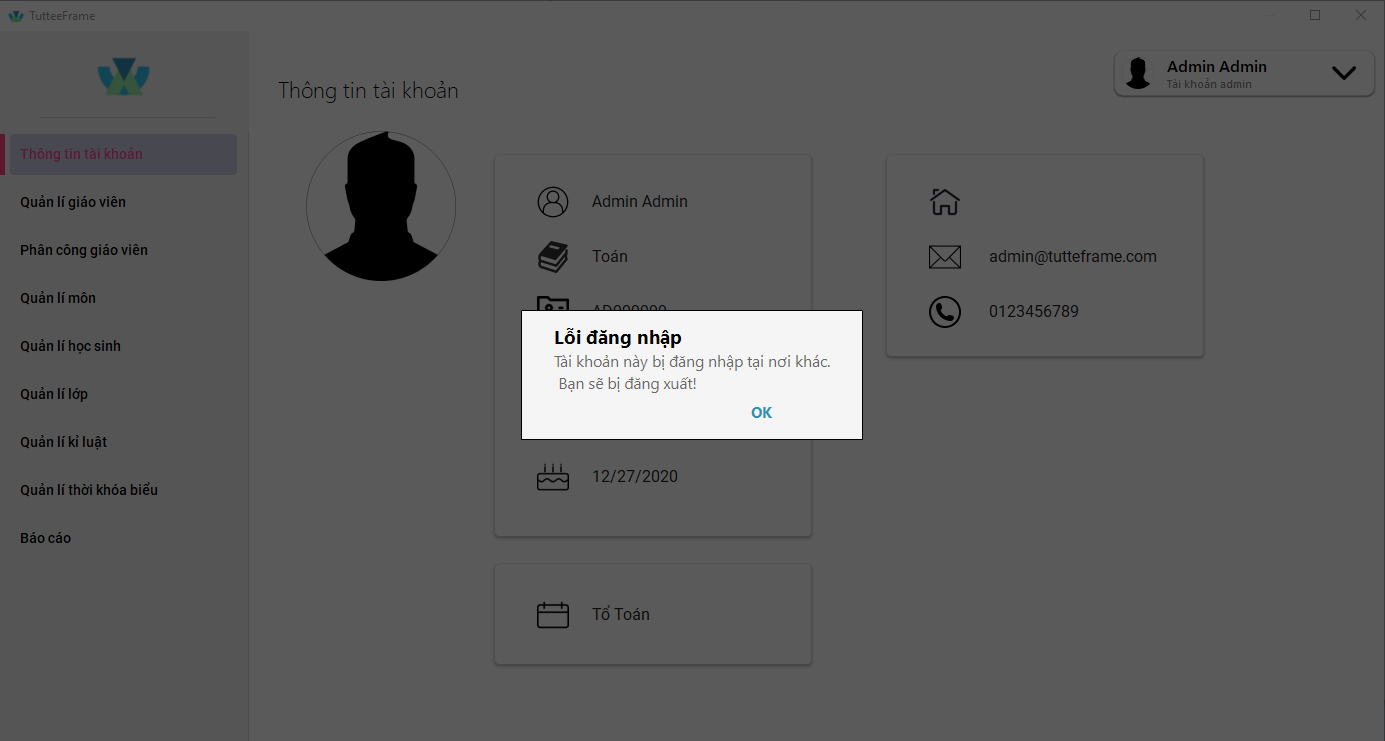 TutteeFrame
Admin Admin
Tài khoản admin
Thông tin tài khoản
Thông tin tài khoản
Quản lí giáo viên
Phân công giáo viên
Quản lí môn
Quản lí học sinh
Quản lí lớp
Quản lí kỉ luật
Quản lí thời khóa biểu
Báo cáo
Admin Admin
Toán
12/27/2020
Tổ Toán
admin@tutteframe.com
0123456789
Lỗi đăng nhập
Tài khoản này bị đăng nhập tại nơi khác.
Bạn sẽ bị đăng xuất!
OK